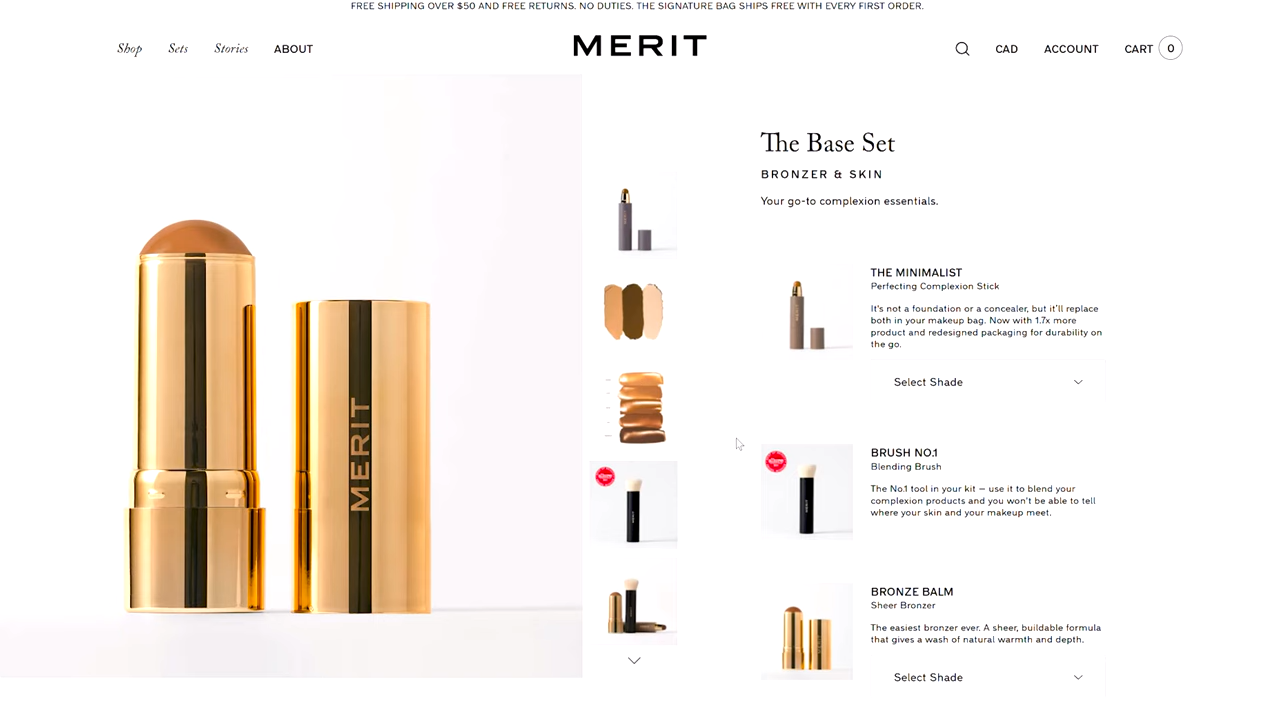 FREE SHIPPING OVER $50 AND FREE RETURNS. NO DUTIES. THE SIGNATURE BAG SHIPS FREE WITH EVERY FIRST ORDER.
Shop Sets Stories ABOUT MERIT CAD ACCOUNT CART 0
MERIT
The Base Set
BRONZER & SKIN
Your go-to complexion essentials.
THE MINIMALIST
Perfecting Complexion Stick
It's not a foundation or a concealer, but it'll replace
both in your makeup bag. Now with 1.7x more
product and redesigned packaging for durability on
the go.
Select Shade
BRUSH NO.1
Blending Brush
The No.1 tool in your kit — use it to blend your
complexion products and you won't be able to tell
where your skin and your makeup meet.
BRONZE BALM
Sheer Bronzer
The easiest bronzer ever. A sheer, buildable formula
that gives a wash of natural warmth and depth.
Select Shade